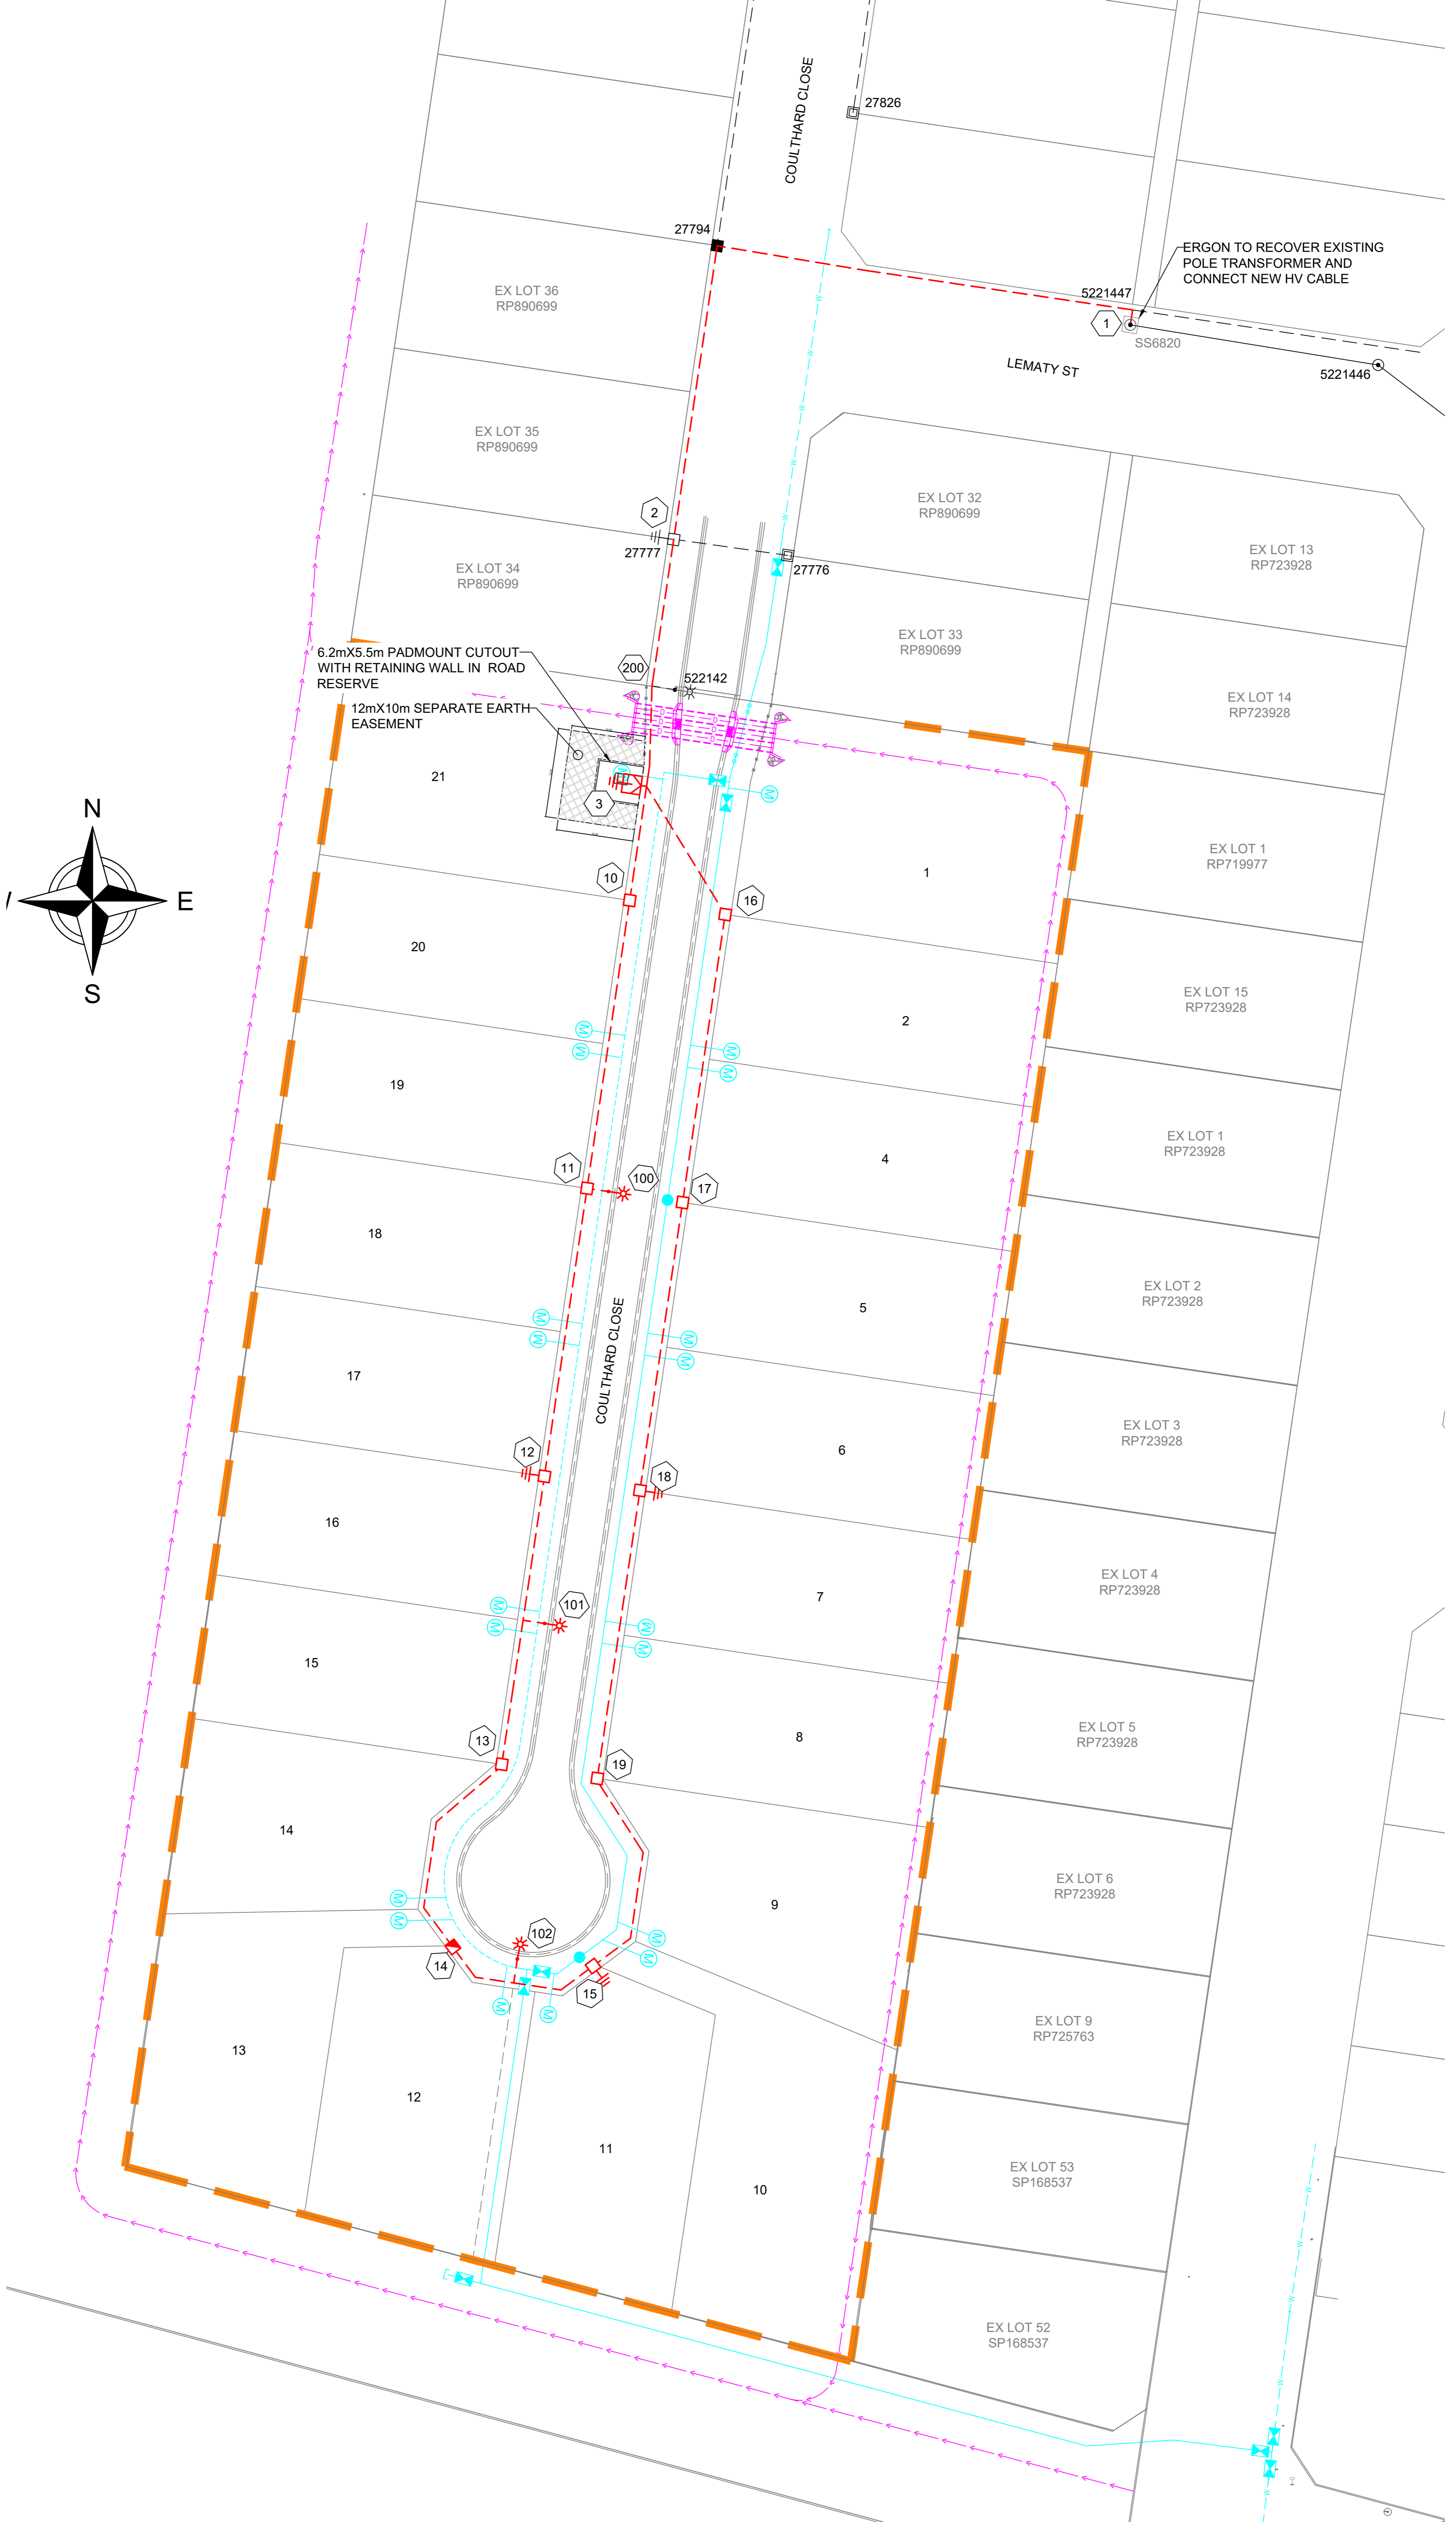 COULTHARD CLOSE
27826
27794
ERGON TO RECOVER EXISTING
POLE TRANSFORMER AND
CONNECT NEW HV CABLE
EX LOT 36
RP890699
5221447
1
SS6820
LEMATY ST
5221446
EX LOT 35
RP890699
2
27777
27776
EX LOT 32
RP890699
EX LOT 13
RP723928
EX LOT 34
RP890699
EX LOT 33
RP890699
6.2mX5.5m PADMOUNT CUTOUT
WITH RETAINING WALL IN ROAD
RESERVE
200
522142
12mX10m SEPARATE EARTH
EASEMENT
EX LOT 14
RP723928
21
3
M
M
N
E
S
10
16
1
EX LOT 1
RP719977
20
2
EX LOT 15
RP723928
M
M
M
M
19
4
EX LOT 1
RP723928
11
100
17
18
5
EX LOT 2
RP723928
COULTHARD CLOSE
M
M
M
M
17
6
EX LOT 3
RP723928
12
18
16
7
EX LOT 4
RP723928
101
M
M
M
M
15
8
EX LOT 5
RP723928
13
19
14
9
EX LOT 6
RP723928
M
M
102
M
M
14
15
M
M
EX LOT 9
RP725763
13
12
11
10
EX LOT 53
SP168537
EX LOT 52
SP168537
W
W
W
W
W
W
W